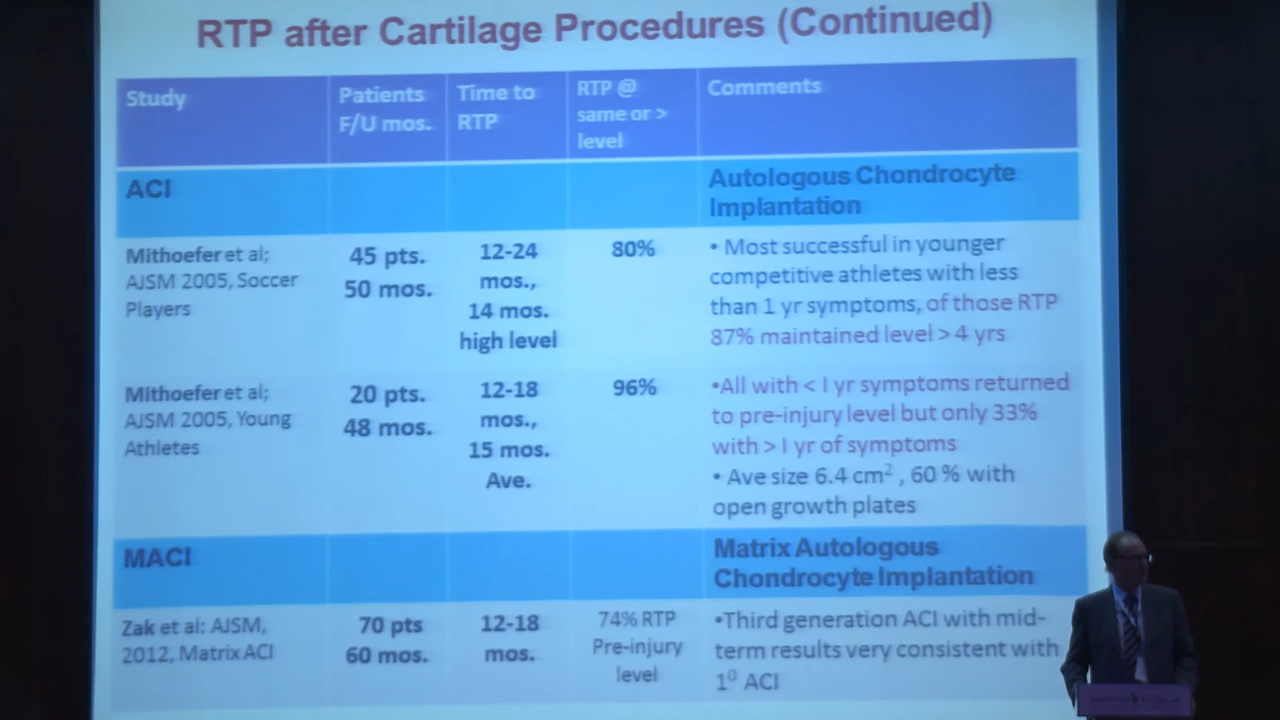 RTP after Cartilage Procedures (Continued)
Study
Patients
F/U mos.
Time to
RTP
RTP @
same or >
level
Comments
ACI
Autologous Chondrocyte
Implantation
Mithoefer et al;
AJSM 2005, Soccer
Players
45 pts.
50 mos.
12-24
mos.,
14 mos.
high level
80%
• Most successful in younger
competitive athletes with less
than 1 yr symptoms, of those RTP
87% maintained level > 4 yrs
Mithoefer et al;
AJSM 2005, Young
Athletes
20 pts.
48 mos.
12-18
mos.,
15 mos.
Ave.
96%
•All with < I yr symptoms returned
to pre-injury level but only 33%
with > I yr of symptoms
• Ave size 6.4 cm², 60 % with
open growth plates
MACI
Matrix Autologous
Chondrocyte Implantation
Zak et al: AJSM,
2012, Matrix ACI
70 pts
60 mos.
12-18
mos.
74% RTP
Pre-injury
level
•Third generation ACI with mid-
term results very consistent with
1⁰ ACI